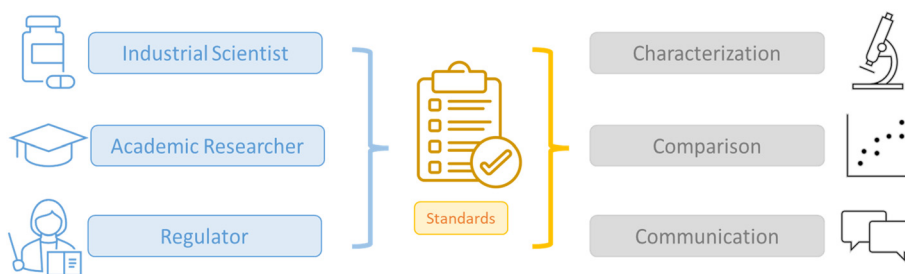 Industrial Scientist
Academic Researcher
Regulator
Standards
Characterization
Comparison
Communication